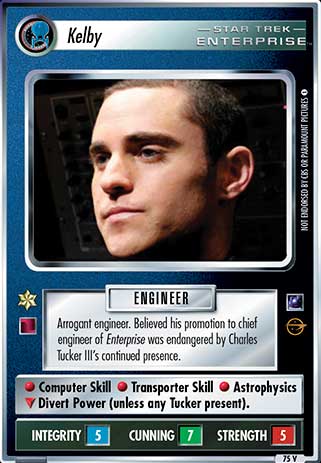 Kelby
STAR TREK
ENTERPRISE™
NOT ENDORSED BY CBS OR PARAMOUNT PICTURES
ENGINEER
Arrogant engineer. Believed his promotion to chief
engineer of Enterprise was endangered by Charles
Tucker III's continued presence.
Computer Skill Transporter Skill Astrophysics
Divert Power (unless any Tucker present).
INTEGRITY 5 CUNNING 7 STRENGTH 5
75 V